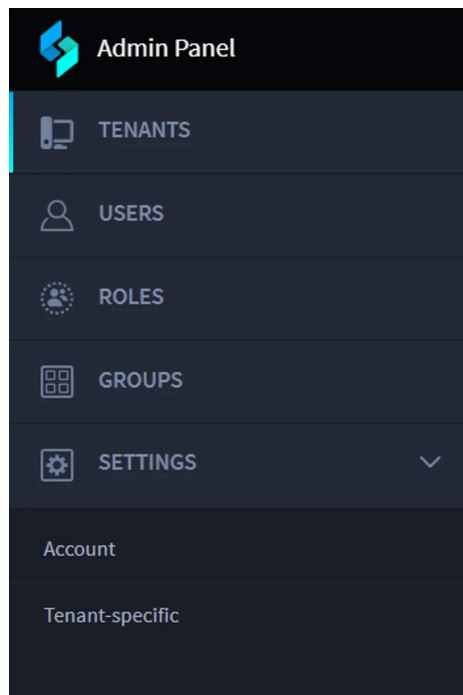 Admin Panel
TENANTS
USERS
ROLES
GROUPS
SETTINGS
Account
Tenant-specific